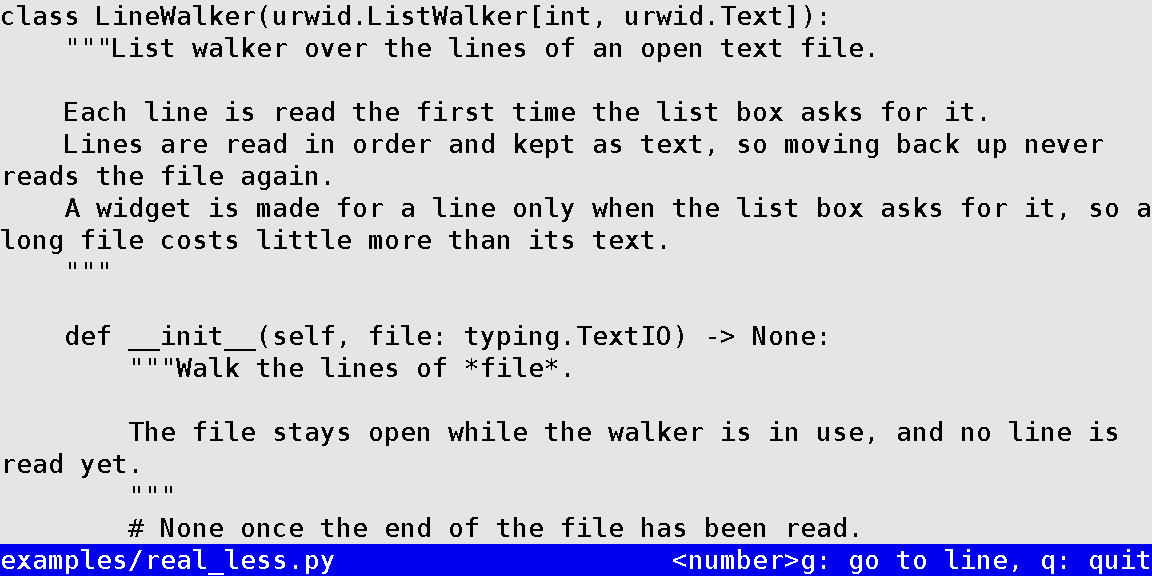 class LineWalker(urwid.ListWalker[int, urwid.Text]):
    """List walker over the lines of an open text file.

    Each line is read the first time the list box asks for it.
    Lines are read in order and kept as text, so moving back up never
reads the file again.
    A widget is made for a line only when the list box asks for it, so a
long file costs little more than its text.
    """

    def __init__(self, file: typing.TextIO) -> None:
        """Walk the lines of *file*.

        The file stays open while the walker is in use, and no line is
read yet.
        """
        # None once the end of the file has been read.
examples/real_less.py                     <number>g: go to line, q: quit